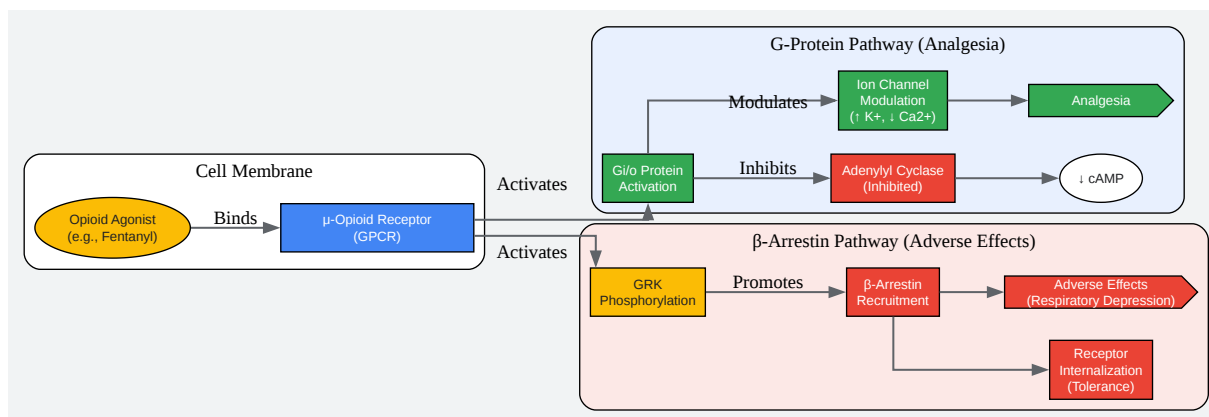 G-Protein Pathway (Analgesia)
Ion Channel
Modulation
(↑ K+, ↓ Ca2+)
Modulates
Analgesia
Gi/o Protein
Activation
Inhibits
Adenylyl Cyclase
(Inhibited)
↓ cAMP
Cell Membrane
Opioid Agonist
(e.g., Fentanyl)
Binds
μ-Opioid Receptor
(GPCR)
Activates
Activates
β-Arrestin Pathway (Adverse Effects)
GRK
Phosphorylation
Promotes
β-Arrestin
Recruitment
Adverse Effects
(Respiratory Depression)
Receptor
Internalization
(Tolerance)